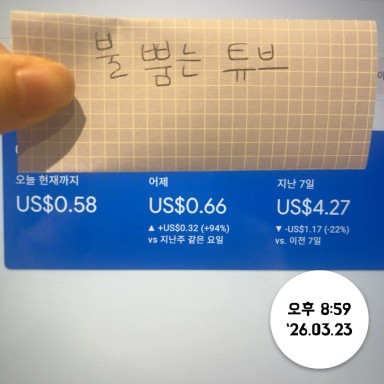 불 뿜는 튜브
오늘 현재까지
US$0.58
어제
US$0.66
▲ +US$0.32 (+94%)
vs 지난주 같은 요일
지난 7일
US$4.27
▼ -US$1.17 (-22%)
vs. 이전 7일
오후 8:59
'26.03.23